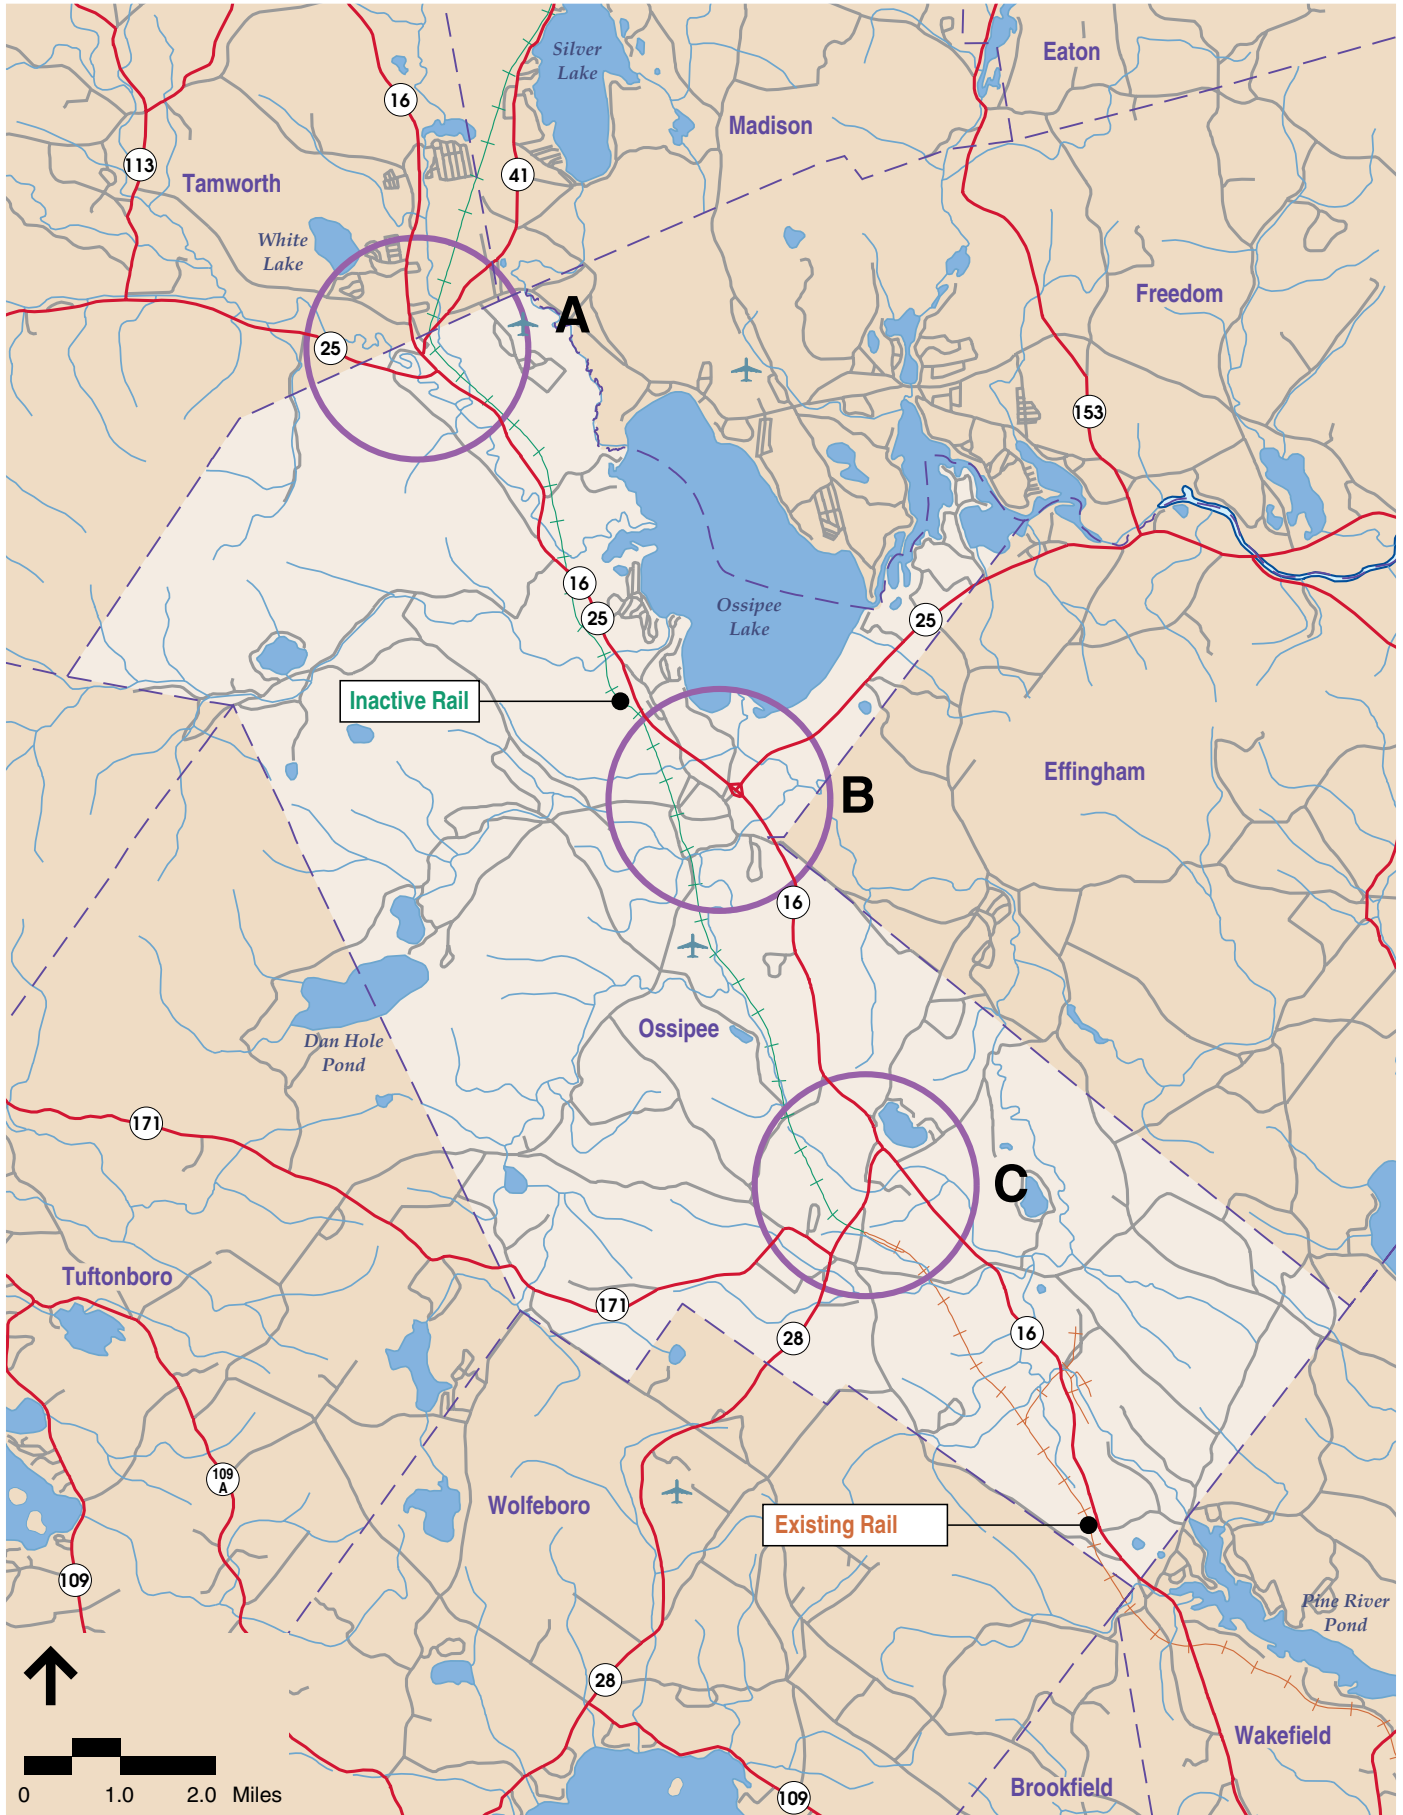 Silver
Lake
Eaton
16
Madison
113
41
Tamworth
White
Lake
Freedom
A
25
153
16
Ossipee
Lake
25
25
Inactive Rail
Effingham
B
16
Ossipee
Dan Hole
Pond
171
C
Tuftonboro
171
16
28
109
A
Wolfeboro
Existing Rail
109
Pine River
Pond
28
Wakefield
Brookfield
0 1.0 2.0 Miles
109